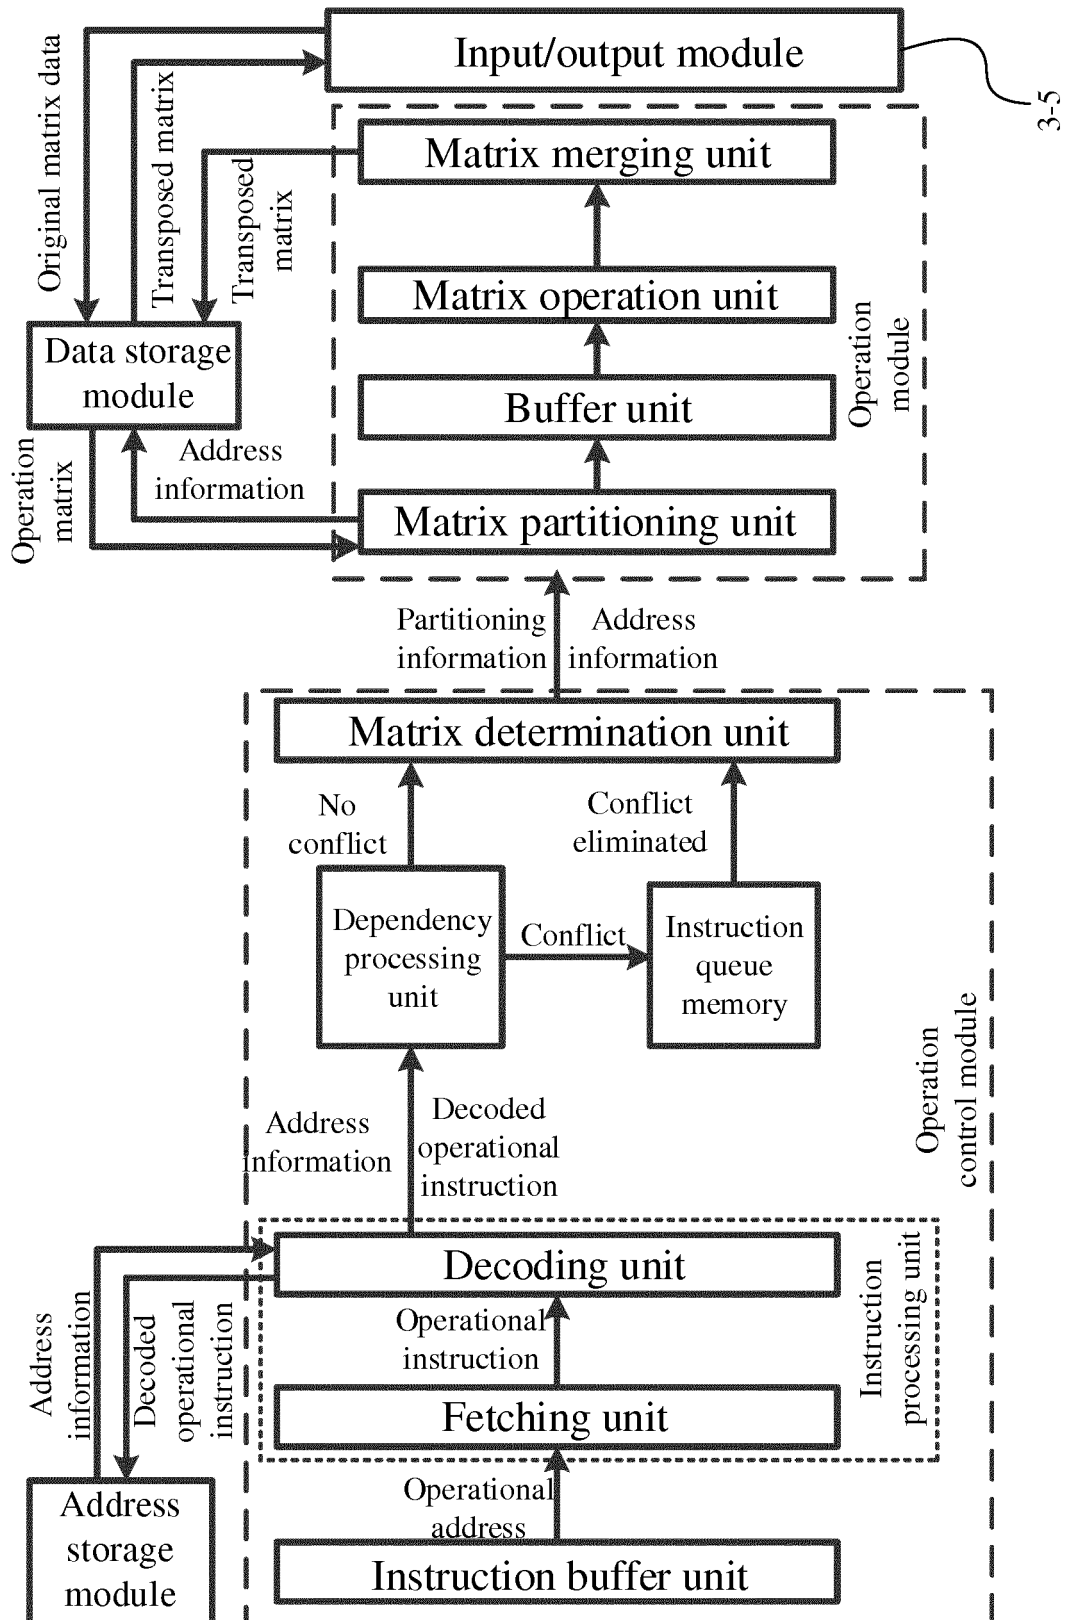 Input/output module
3-5
Original matrix data
Transposed matrix
Transposed
matrix
Matrix merging unit
Matrix operation unit
Operation
module
Data storage
module
Buffer unit
Operation
matrix
Address
information
Matrix partitioning unit
Partitioning
information
Address
information
Matrix determination unit
No
conflict
Conflict
eliminated
Dependency
processing
unit
Conflict
Instruction
queue
memory
Operation
control module
Address
information
Decoded
operational
instruction
Decoding unit
Instruction
processing unit
Address
information
Decoded
operational
instruction
Operational
instruction
Fetching unit
Operational
address
Address
storage
module
Instruction buffer unit